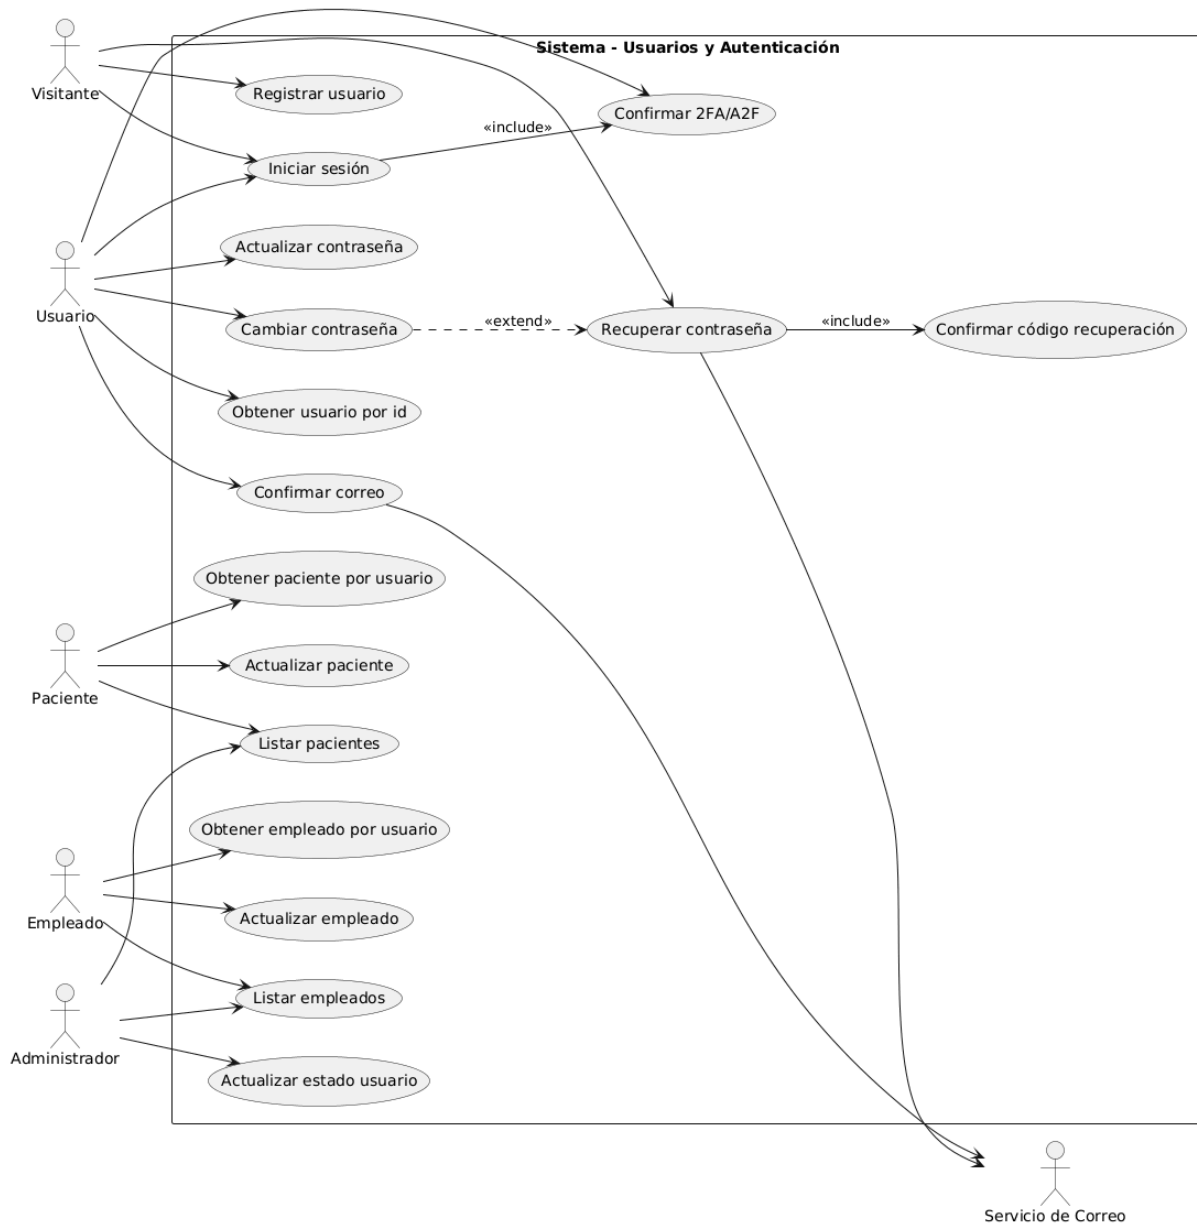 Sistema - Usuarios y Autenticación
Visitante
Registrar usuario
Confirmar 2FA/A2F
«include»
Iniciar sesión
Actualizar contraseña
Usuario
Cambiar contraseña
«extend»
Recuperar contraseña
«include»
Confirmar código recuperación
Obtener usuario por id
Confirmar correo
Obtener paciente por usuario
Actualizar paciente
Paciente
Listar pacientes
Obtener empleado por usuario
Actualizar empleado
Empleado
Listar empleados
Administrador
Actualizar estado usuario
Servicio de Correo